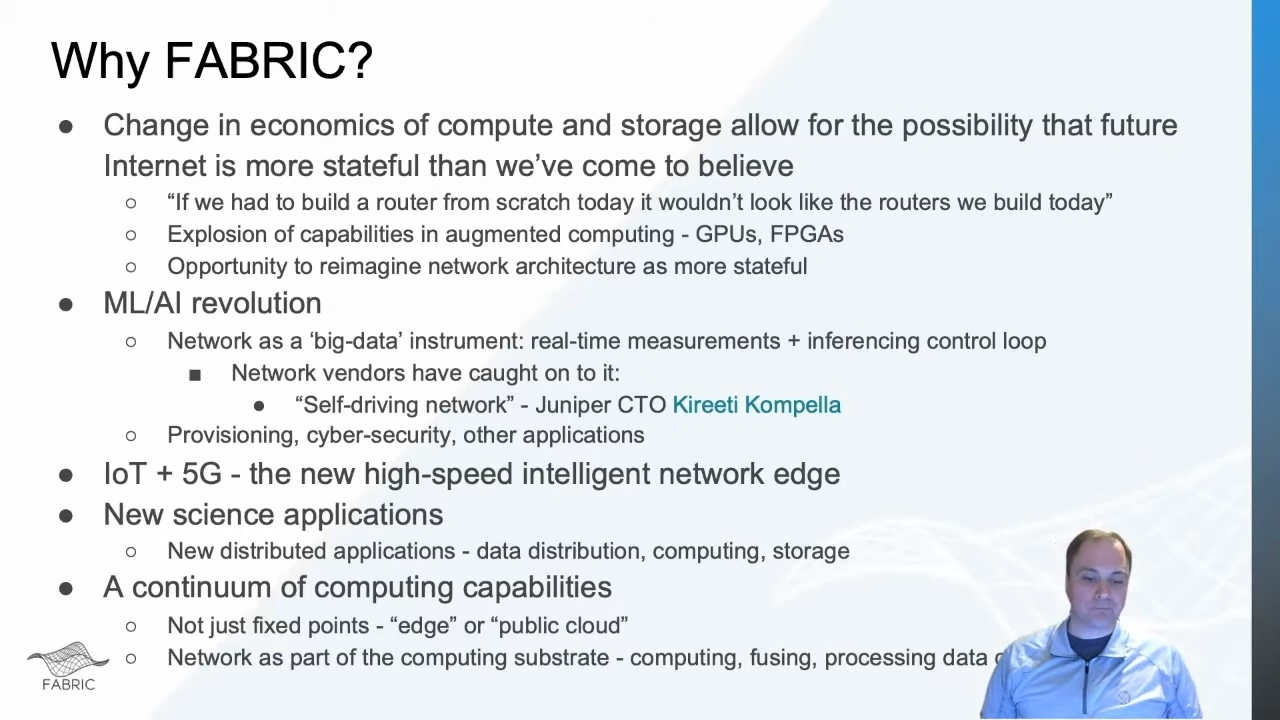 Why FABRIC?
● Change in economics of compute and storage allow for the possibility that future
Internet is more stateful than we’ve come to believe
○ “If we had to build a router from scratch today it wouldn’t look like the routers we build today”
○ Explosion of capabilities in augmented computing - GPUs, FPGAs
○ Opportunity to reimagine network architecture as more stateful
● ML/AI revolution
○ Network as a ‘big-data’ instrument: real-time measurements + inferencing control loop
■ Network vendors have caught on to it:
● “Self-driving network” - Juniper CTO Kireeti Kompella
○ Provisioning, cyber-security, other applications
● IoT + 5G - the new high-speed intelligent network edge
● New science applications
○ New distributed applications - data distribution, computing, storage
● A continuum of computing capabilities
○ Not just fixed points - “edge” or “public cloud”
○ Network as part of the computing substrate - computing, fusing, processing data
FABRIC